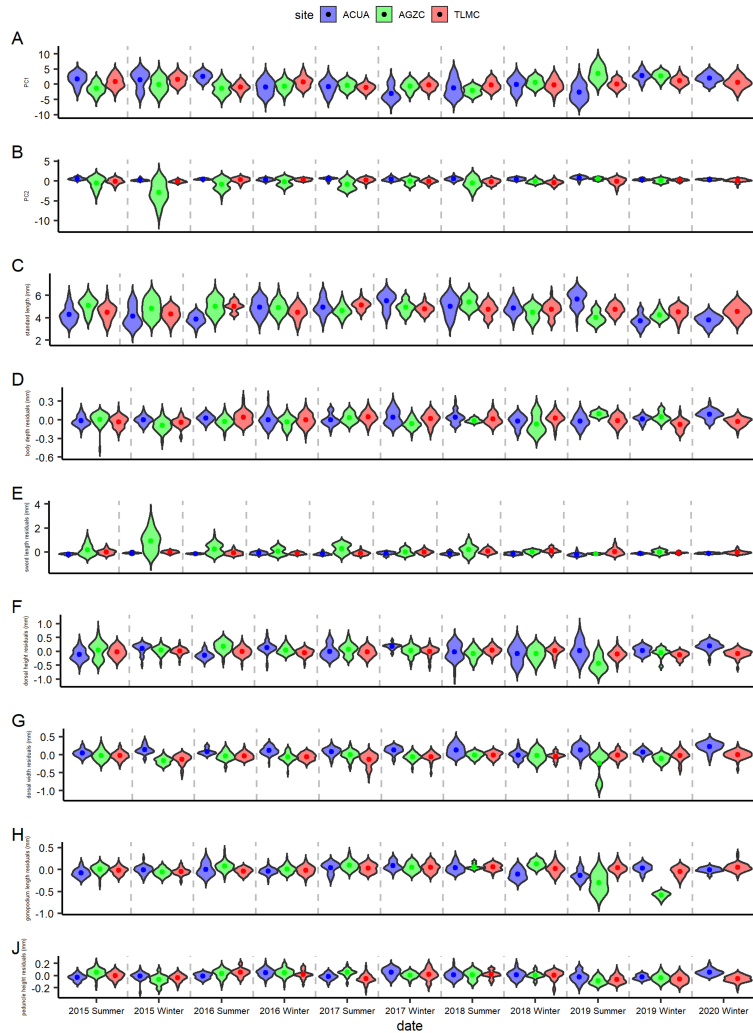 site ACUA AGZC TLMC
A
PC1
10
5
0
-5
-10
B
PC2
5
0
-5
-10
C
standard length (mm)
6
4
2
D
body depth residuals (mm)
0.3
0.0
-0.3
-0.6
E
sword length residuals (mm)
4
2
0
F
dorsal height residuals (mm)
1.0
0.5
0.0
-0.5
-1.0
G
dorsal width residuals (mm)
0.5
0.0
-0.5
-1.0
H
gonopodium length residuals (mm)
0.5
0.0
-0.5
-1.0
J
peduncle height residuals (mm)
0.2
0.0
-0.2
2015 Summer 2015 Winter 2016 Summer 2016 Winter 2017 Summer 2017 Winter 2018 Summer 2018 Winter 2019 Summer 2019 Winter 2020 Winter
date